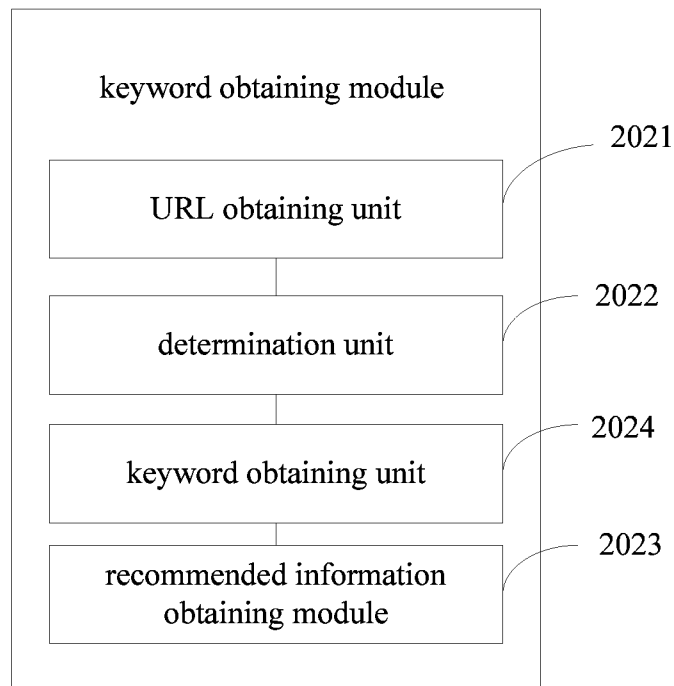 keyword obtaining module
2021
URL obtaining unit
2022
determination unit
2024
keyword obtaining unit
2023
recommended information
obtaining module